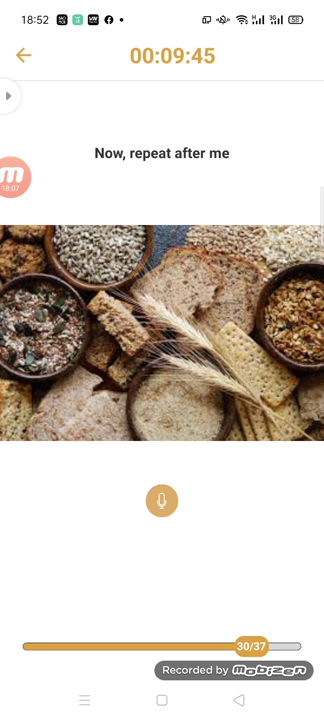 18:52
00:09:45
Now, repeat after me
18:07
30/37
Recorded by mobizen